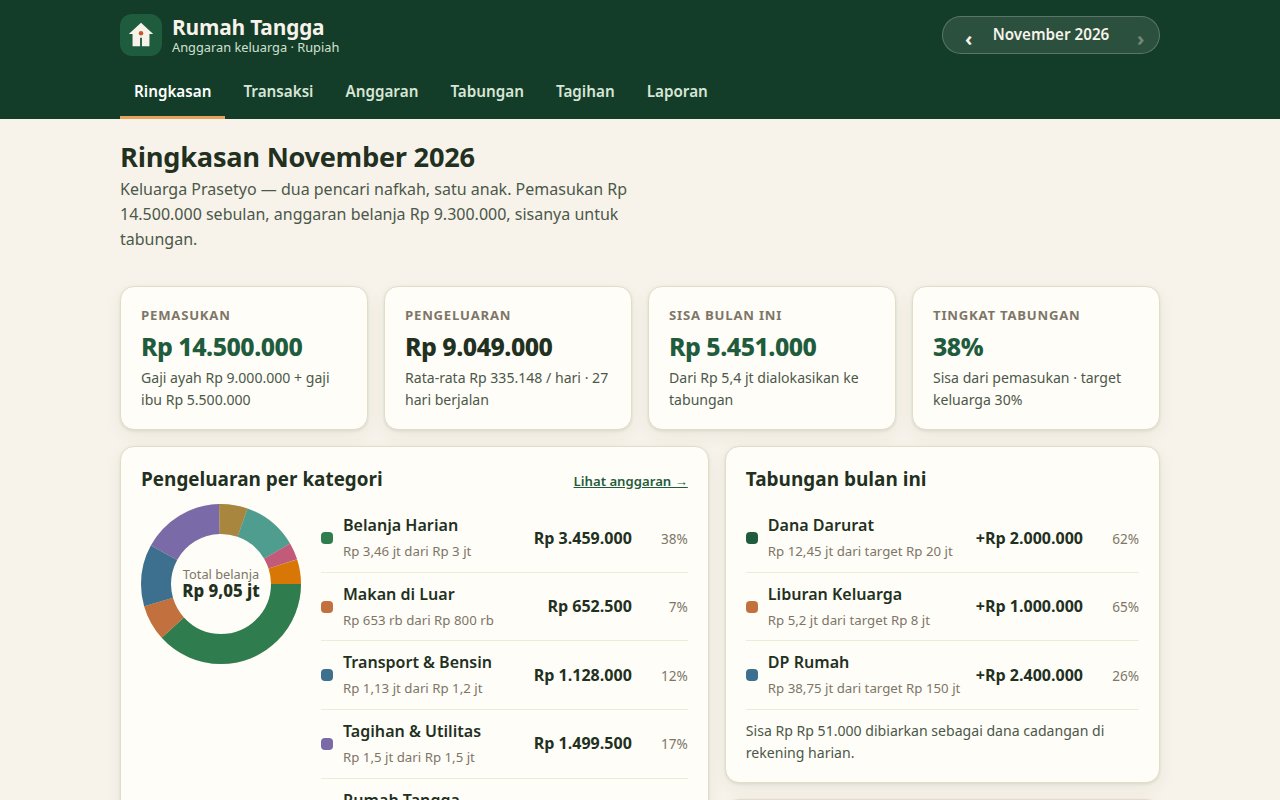 Rumah Tangga
Anggaran keluarga · Rupiah
‹ November 2026 ›
Ringkasan Transaksi Anggaran Tabungan Tagihan Laporan
Ringkasan November 2026
Keluarga Prasetyo — dua pencari nafkah, satu anak. Pemasukan Rp
14.500.000 sebulan, anggaran belanja Rp 9.300.000, sisanya untuk
tabungan.
PEMASUKAN
Rp 14.500.000
Gaji ayah Rp 9.000.000 + gaji
ibu Rp 5.500.000
PENGELUARAN
Rp 9.049.000
Rata-rata Rp 335.148 / hari · 27
hari berjalan
SISA BULAN INI
Rp 5.451.000
Dari Rp 5,4 jt dialokasikan ke
tabungan
TINGKAT TABUNGAN
38%
Sisa dari pemasukan · target
keluarga 30%
Pengeluaran per kategori
Lihat anggaran →
Total belanja
Rp 9,05 jt
Belanja Harian
Rp 3,46 jt dari Rp 3 jt
Rp 3.459.000
38%
Makan di Luar
Rp 653 rb dari Rp 800 rb
Rp 652.500
7%
Transport & Bensin
Rp 1,13 jt dari Rp 1,2 jt
Rp 1.128.000
12%
Tagihan & Utilitas
Rp 1,5 jt dari Rp 1,5 jt
Rp 1.499.500
17%
Rumah Tangga
Tabungan bulan ini
Dana Darurat
Rp 12,45 jt dari target Rp 20 jt
+Rp 2.000.000
62%
Liburan Keluarga
Rp 5,2 jt dari target Rp 8 jt
+Rp 1.000.000
65%
DP Rumah
Rp 38,75 jt dari target Rp 150 jt
+Rp 2.400.000
26%
Sisa Rp Rp 51.000 dibiarkan sebagai dana cadangan di
rekening harian.